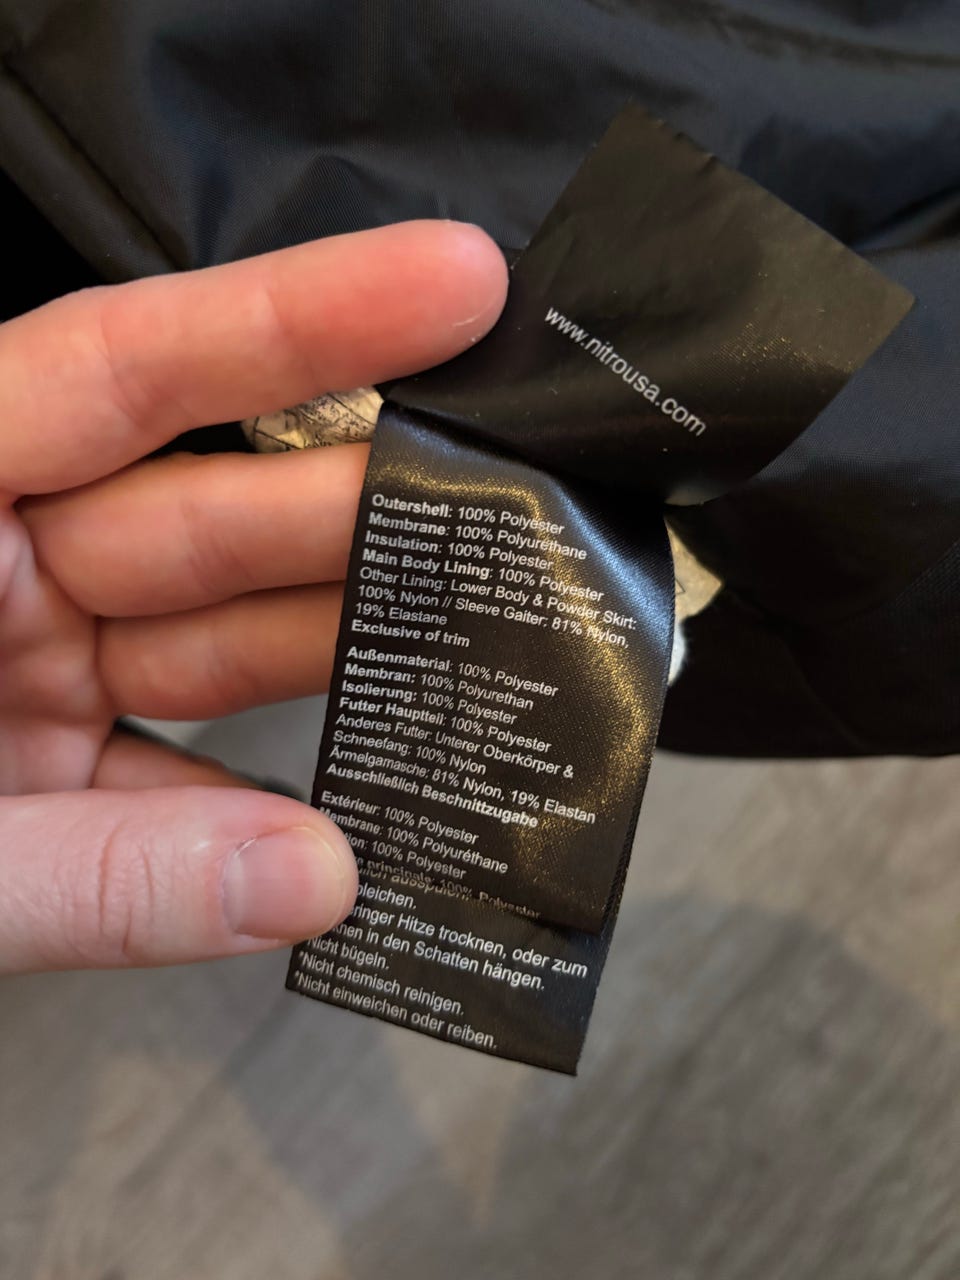 www.nitrousa.com
Outershell: 100% Polyester
Membrane: 100% Polyurethane
Insulation: 100% Polyester
Main Body Lining: 100% Polyester
Other Lining: Lower Body & Powder Skirt:
100% Nylon // Sleeve Gaiter: 81% Nylon,
19% Elastane
Exclusive of trim
Außenmaterial: 100% Polyester
Membran: 100% Polyurethan
Isolierung: 100% Polyester
Futter Hauptteil: 100% Polyester
Anderes Futter: Unterer Oberkörper &
Schneefang: 100% Nylon
Ärmelgamasche: 81% Nylon, 19% Elastan
Ausschließlich Beschnittzugabe
Extérieur: 100% Polyester
Membrane: 100% Polyuréthane
100% Polyester
principale: 100% Polyester
Hitze trocknen, oder zum
in den Schatten hängen.
*Nicht bügeln.
*Nicht chemisch reinigen.
*Nicht einweichen oder reiben.